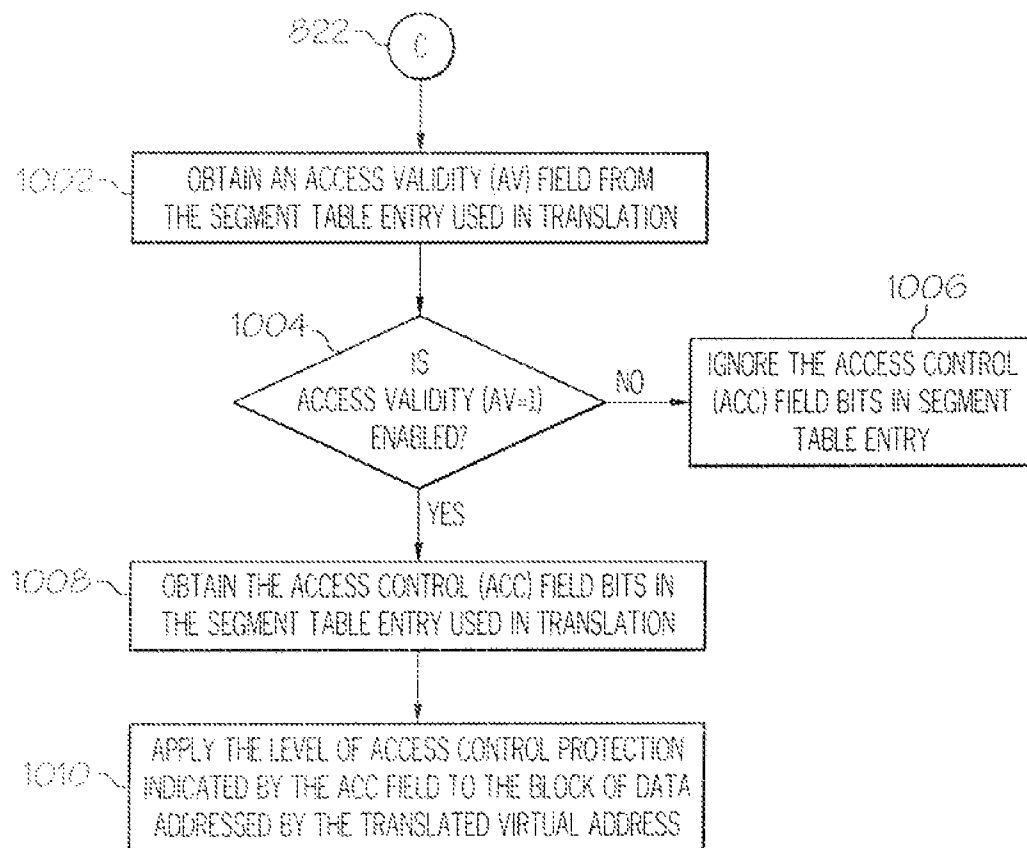 822
C
1002
OBTAIN AN ACCESS VALIDITY (AV) FIELD FROM
THE SEGMENT TABLE ENTRY USED IN TRANSLATION
1004
IS
ACCESS VALIDITY (AV=1)
ENABLED?
NO
1006
IGNORE THE ACCESS CONTROL
(ACC) FIELD BITS IN SEGMENT
TABLE ENTRY
YES
1008
OBTAIN THE ACCESS CONTROL (ACC) FIELD BITS IN
THE SEGMENT TABLE ENTRY USED IN TRANSLATION
1010
APPLY THE LEVEL OF ACCESS CONTROL PROTECTION
INDICATED BY THE ACC FIELD TO THE BLOCK OF DATA
ADDRESSED BY THE TRANSLATED VIRTUAL ADDRESS